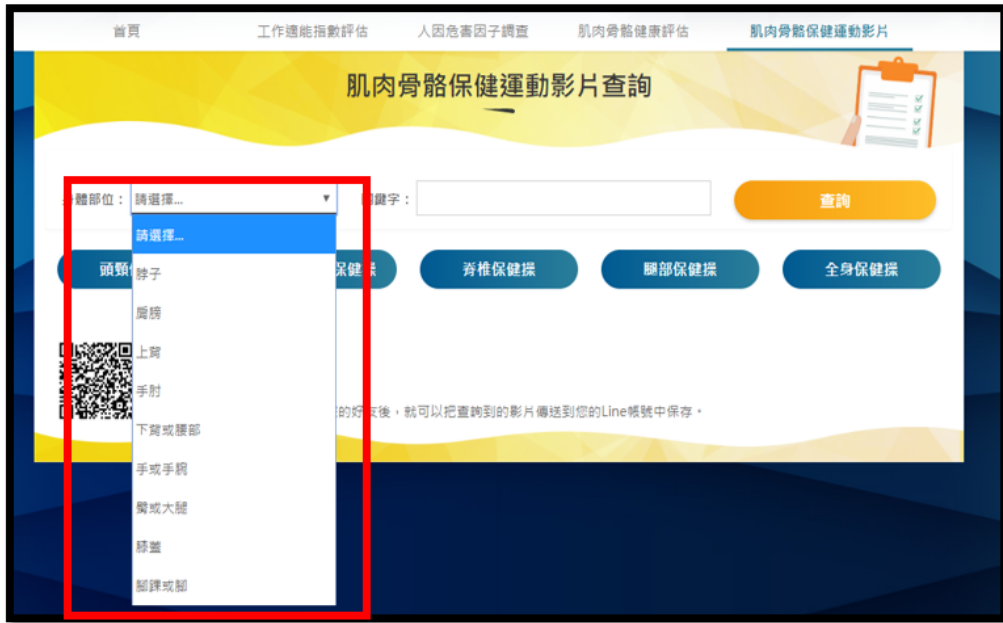 首頁 工作適能指數評估 人因危害因子調查 肌肉骨骼健康評估 肌肉骨骼保健運動影片
肌肉骨骼保健運動影片查詢
身體部位： 請選擇... 關鍵字： 查詢
請選擇...
頭頸 保健操 脊椎保健操 腿部保健操 全身保健操
脖子
肩膀
上背
手肘
的好友後，就可以把查詢到的影片傳送到您的Line帳號中保存。
下背或腰部
手或手腕
臀或大腿
膝蓋
腳踝或腳